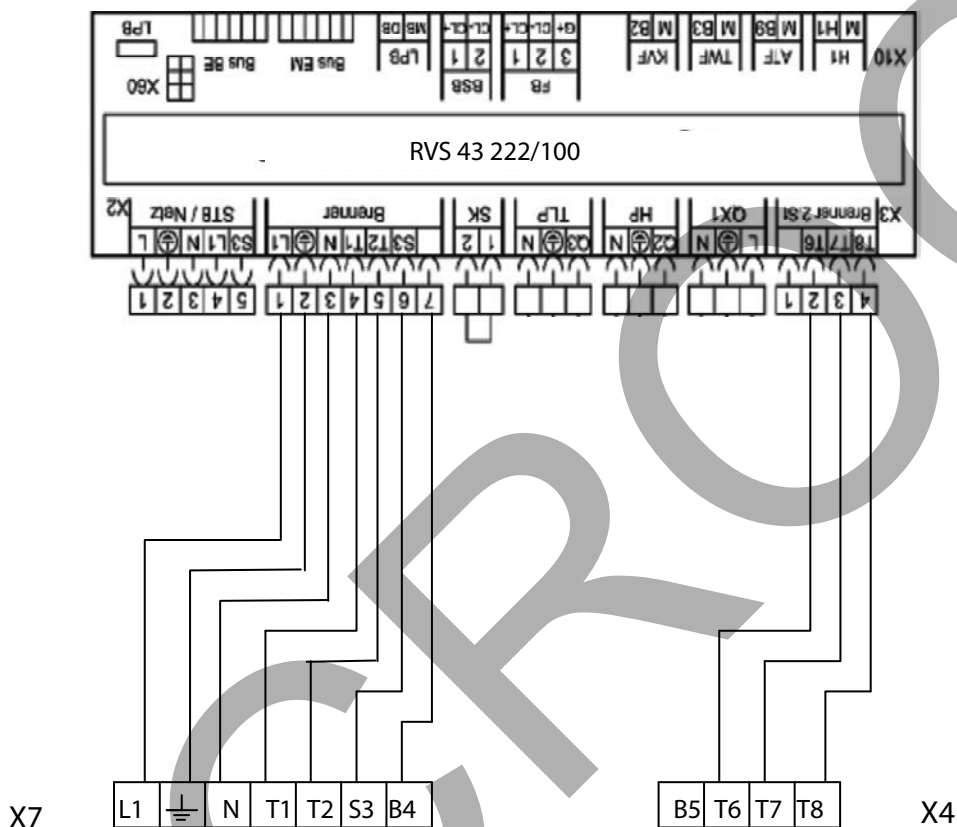 LPB
Bus BE
Bus EM
MB DB
LPB
CL+ CL-
1 2
BSB
CL+ CL- G+
1 2 3
FB
B2 M
KVF
B3 M
TWF
B9 M
ATF
H1 M
H1
X10
X60
RVS 43 222/100
X2
STB / Netz
Brenner
SK
TLP
HP
QX1
Brenner 2.St
X3
L ⏚ N L1 S3
L1 ⏚ N T1 T2 S3
2 1
N ⏚ Q3
N ⏚ Q2
N ⏚ L
T6 T7 T8
1 2 3 4 5
1 2 3 4 5 6 7
1 2 3 4
X7
L1 ⏚ N T1 T2 S3 B4
B5 T6 T7 T8
X4
CRO